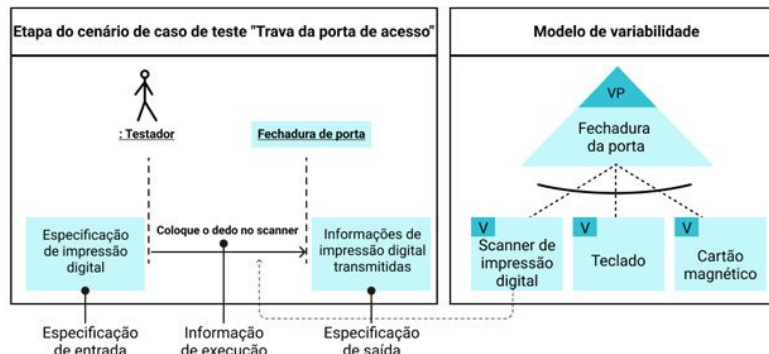 Etapa do cenário de caso de teste "Trava da porta de acesso"
: Testador
Fechadura de porta
Especificação
de impressão
digital
Coloque o dedo no scanner
Informações de
impressão digital
transmitidas
Especificação
de entrada
Informação
de execução
Especificação
de saída
Modelo de variabilidade
VP
Fechadura
da porta
V
Scanner de
impressão
digital
V
Teclado
V
Cartão
magnético